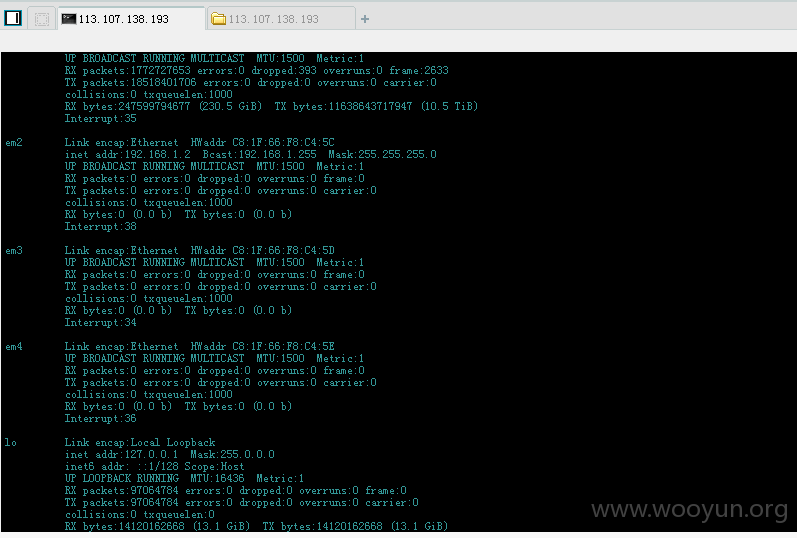 113.107.138.193 113.107.138.193 +
UP BROADCAST RUNNING MULTICAST MTU:1500 Metric:1
RX packets:1772727653 errors:0 dropped:393 overruns:0 frame:2633
TX packets:18518401706 errors:0 dropped:0 overruns:0 carrier:0
collisions:0 txqueuelen:1000
RX bytes:247599794677 (230.5 GiB) TX bytes:11638643717947 (10.5 TiB)
Interrupt:35
em2 Link encap:Ethernet HWaddr C8:1F:66:F8:C4:5C
inet addr:192.168.1.2 Bcast:192.168.1.255 Mask:255.255.255.0
UP BROADCAST RUNNING MULTICAST MTU:1500 Metric:1
RX packets:0 errors:0 dropped:0 overruns:0 frame:0
TX packets:0 errors:0 dropped:0 overruns:0 carrier:0
collisions:0 txqueuelen:1000
RX bytes:0 (0.0 b) TX bytes:0 (0.0 b)
Interrupt:38
em3 Link encap:Ethernet HWaddr C8:1F:66:F8:C4:5D
UP BROADCAST RUNNING MULTICAST MTU:1500 Metric:1
RX packets:0 errors:0 dropped:0 overruns:0 frame:0
TX packets:0 errors:0 dropped:0 overruns:0 carrier:0
collisions:0 txqueuelen:1000
RX bytes:0 (0.0 b) TX bytes:0 (0.0 b)
Interrupt:34
em4 Link encap:Ethernet HWaddr C8:1F:66:F8:C4:5E
UP BROADCAST RUNNING MULTICAST MTU:1500 Metric:1
RX packets:0 errors:0 dropped:0 overruns:0 frame:0
TX packets:0 errors:0 dropped:0 overruns:0 carrier:0
collisions:0 txqueuelen:1000
RX bytes:0 (0.0 b) TX bytes:0 (0.0 b)
Interrupt:36
lo Link encap:Local Loopback
inet addr:127.0.0.1 Mask:255.0.0.0
inet6 addr: ::1/128 Scope:Host
UP LOOPBACK RUNNING MTU:16436 Metric:1
RX packets:97064784 errors:0 dropped:0 overruns:0 frame:0
TX packets:97064784 errors:0 dropped:0 overruns:0 carrier:0
collisions:0 txqueuelen:0
RX bytes:14120162668 (13.1 GiB) TX bytes:14120162668 (13.1 GiB)
www.wooyun.org